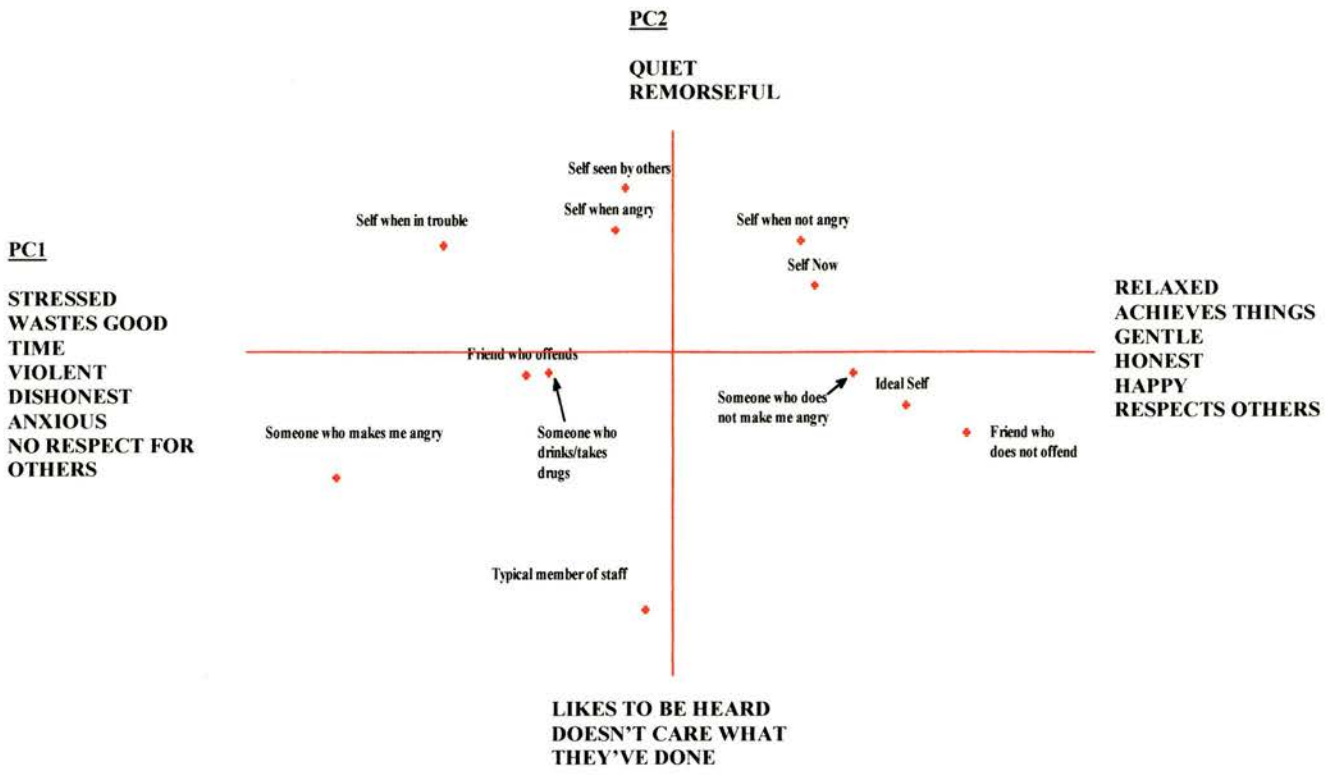 PC2
QUIET
REMORSEFUL
Self seen by others
Self when angry
Self when in trouble
Self when not angry
Self Now
PC1
STRESSED
WASTES GOOD
TIME
VIOLENT
DISHONEST
ANXIOUS
NO RESPECT FOR
OTHERS
RELAXED
ACHIEVES THINGS
GENTLE
HONEST
HAPPY
RESPECTS OTHERS
Friend who offends
Someone who does
not make me angry
Ideal Self
Someone who makes me angry
Someone who
drinks/takes
drugs
Friend who
does not offend
Typical member of staff
LIKES TO BE HEARD
DOESN'T CARE WHAT
THEY'VE DONE